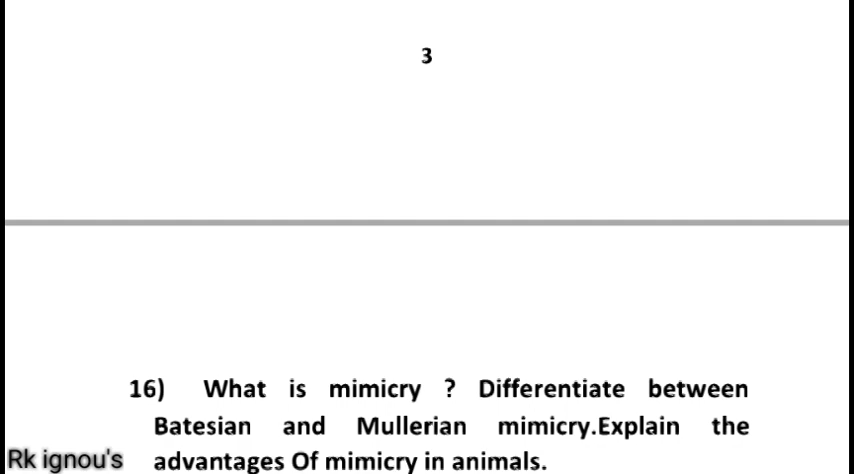 3
16) What is mimicry ? Differentiate between
Batesian and Mullerian mimicry.Explain the
advantages Of mimicry in animals.
Rk ignou's